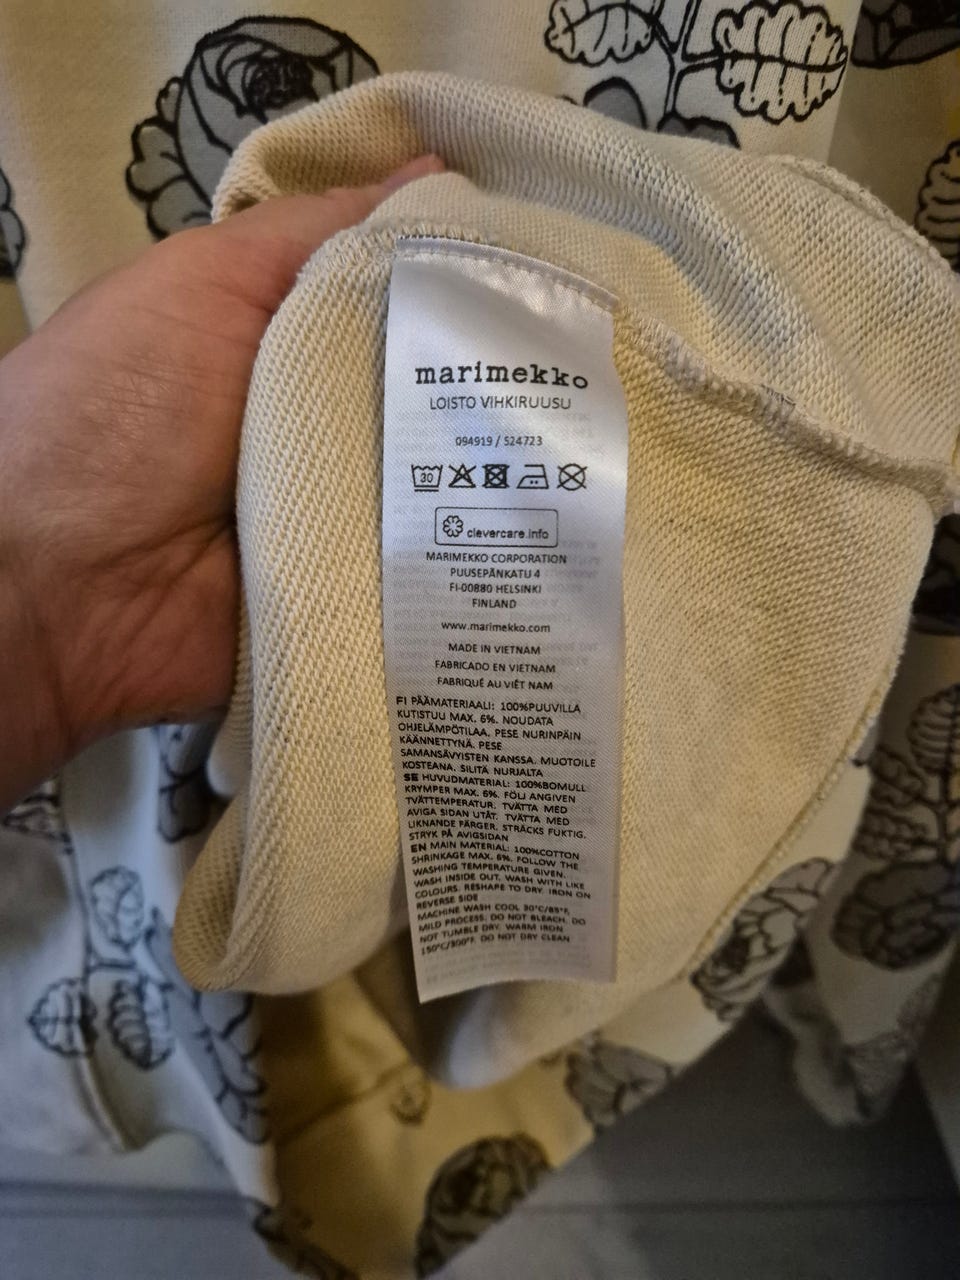 marimekko
LOISTO VIHKIRUUSU
094919 / 524723
30
clevercare.info
MARIMEKKO CORPORATION
PUUSEPÄNKATU 4
FI-00880 HELSINKI
FINLAND
www.marimekko.com
MADE IN VIETNAM
FABRICADO EN VIETNAM
FABRIQUÉ AU VIÊT NAM
FI PÄÄMATERIAALI: 100%PUUVILLA
KUTISTUU MAX. 6%. NOUDATA
OHJELÄMPÖTILAA. PESE NURINPÄIN
KÄÄNNETTYNÄ. PESE
SAMANSÄVYISTEN KANSSA. MUOTOILE
KOSTEANA. SILITÄ NURJALTA
SE HUVUDMATERIAL: 100%BOMULL
KRYMPER MAX. 6%. FÖLJ ANGIVEN
TVÄTTEMPERATUR. TVÄTTA MED
AVIGA SIDAN UTÅT. TVÄTTA MED
LIKNANDE FÄRGER. STRÄCKS FUKTIG.
STRYK PÅ AVIGSIDAN
EN MAIN MATERIAL: 100%COTTON
SHRINKAGE MAX. 6%. FOLLOW THE
WASHING TEMPERATURE GIVEN.
WASH INSIDE OUT. WASH WITH LIKE
COLOURS. RESHAPE TO DRY. IRON ON
REVERSE SIDE
MACHINE WASH COOL 30°C/85°F,
MILD PROCESS. DO NOT BLEACH. DO
NOT TUMBLE DRY. WARM IRON
150°C/300°F. DO NOT DRY CLEAN